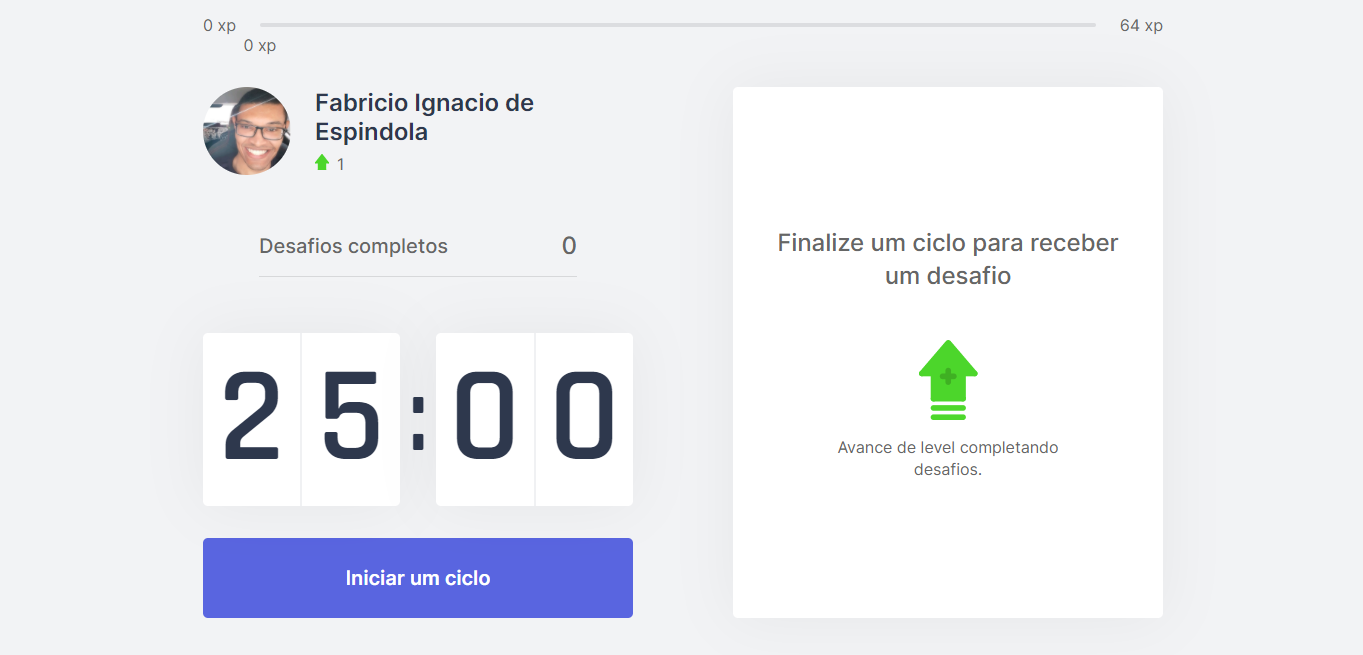 0 xp
64 xp
0 xp
Fabricio Ignacio de
Espindola
1
Desafios completos 0
25:00
Iniciar um ciclo
Finalize um ciclo para receber
um desafio
Avance de level completando
desafios.